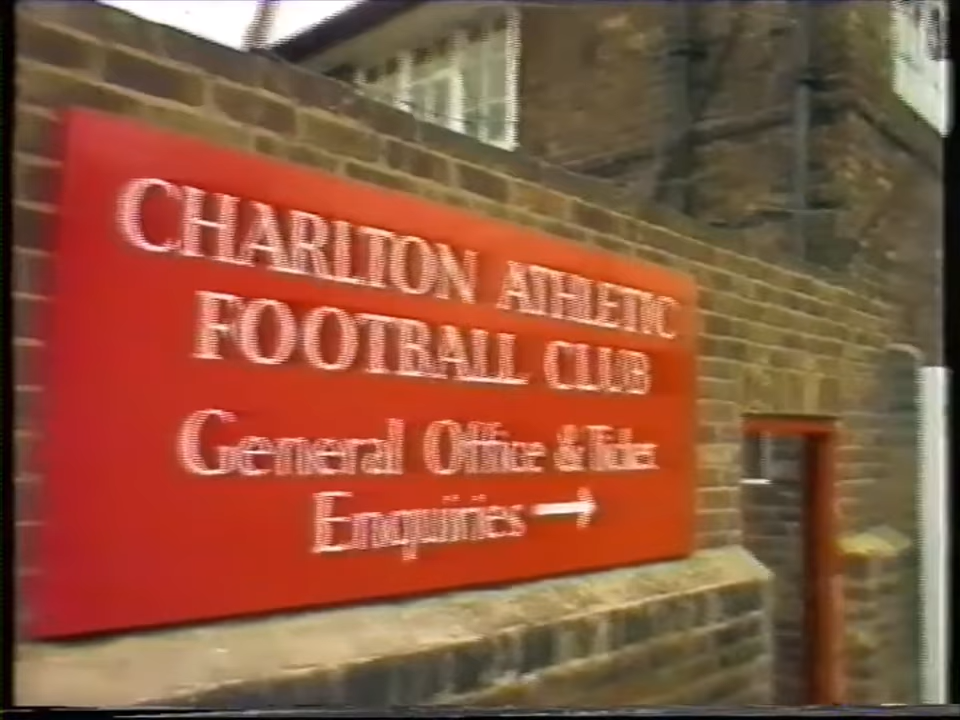 CHARLTON ATHLETIC
FOOTBALL CLUB
General Office & Ticket
Enquiries →